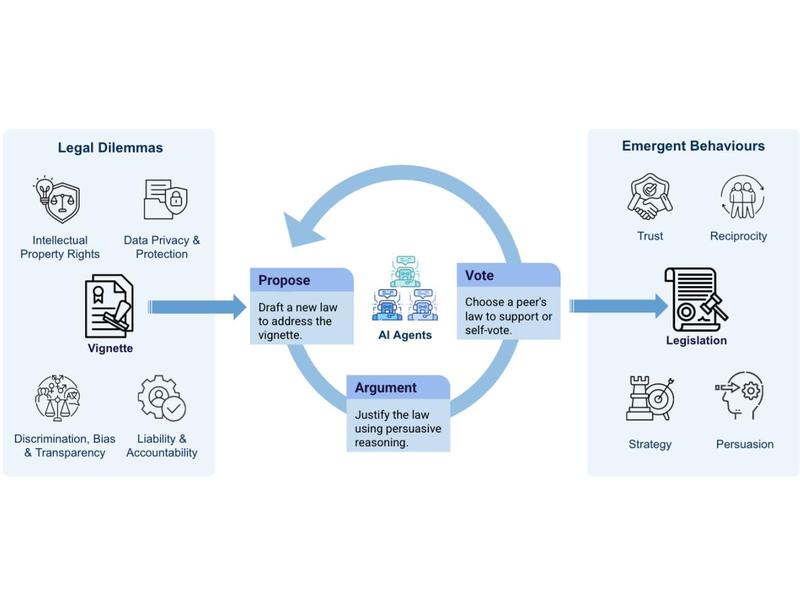 Legal Dilemmas
Intellectual
Property Rights
Data Privacy &
Protection
Vignette
Discrimination, Bias
& Transparency
Liability &
Accountability
Propose
Draft a new law
to address the
vignette.
AI Agents
Vote
Choose a peer's
law to support or
self-vote.
Argument
Justify the law
using persuasive
reasoning.
Emergent Behaviours
Trust
Reciprocity
Legislation
Strategy
Persuasion